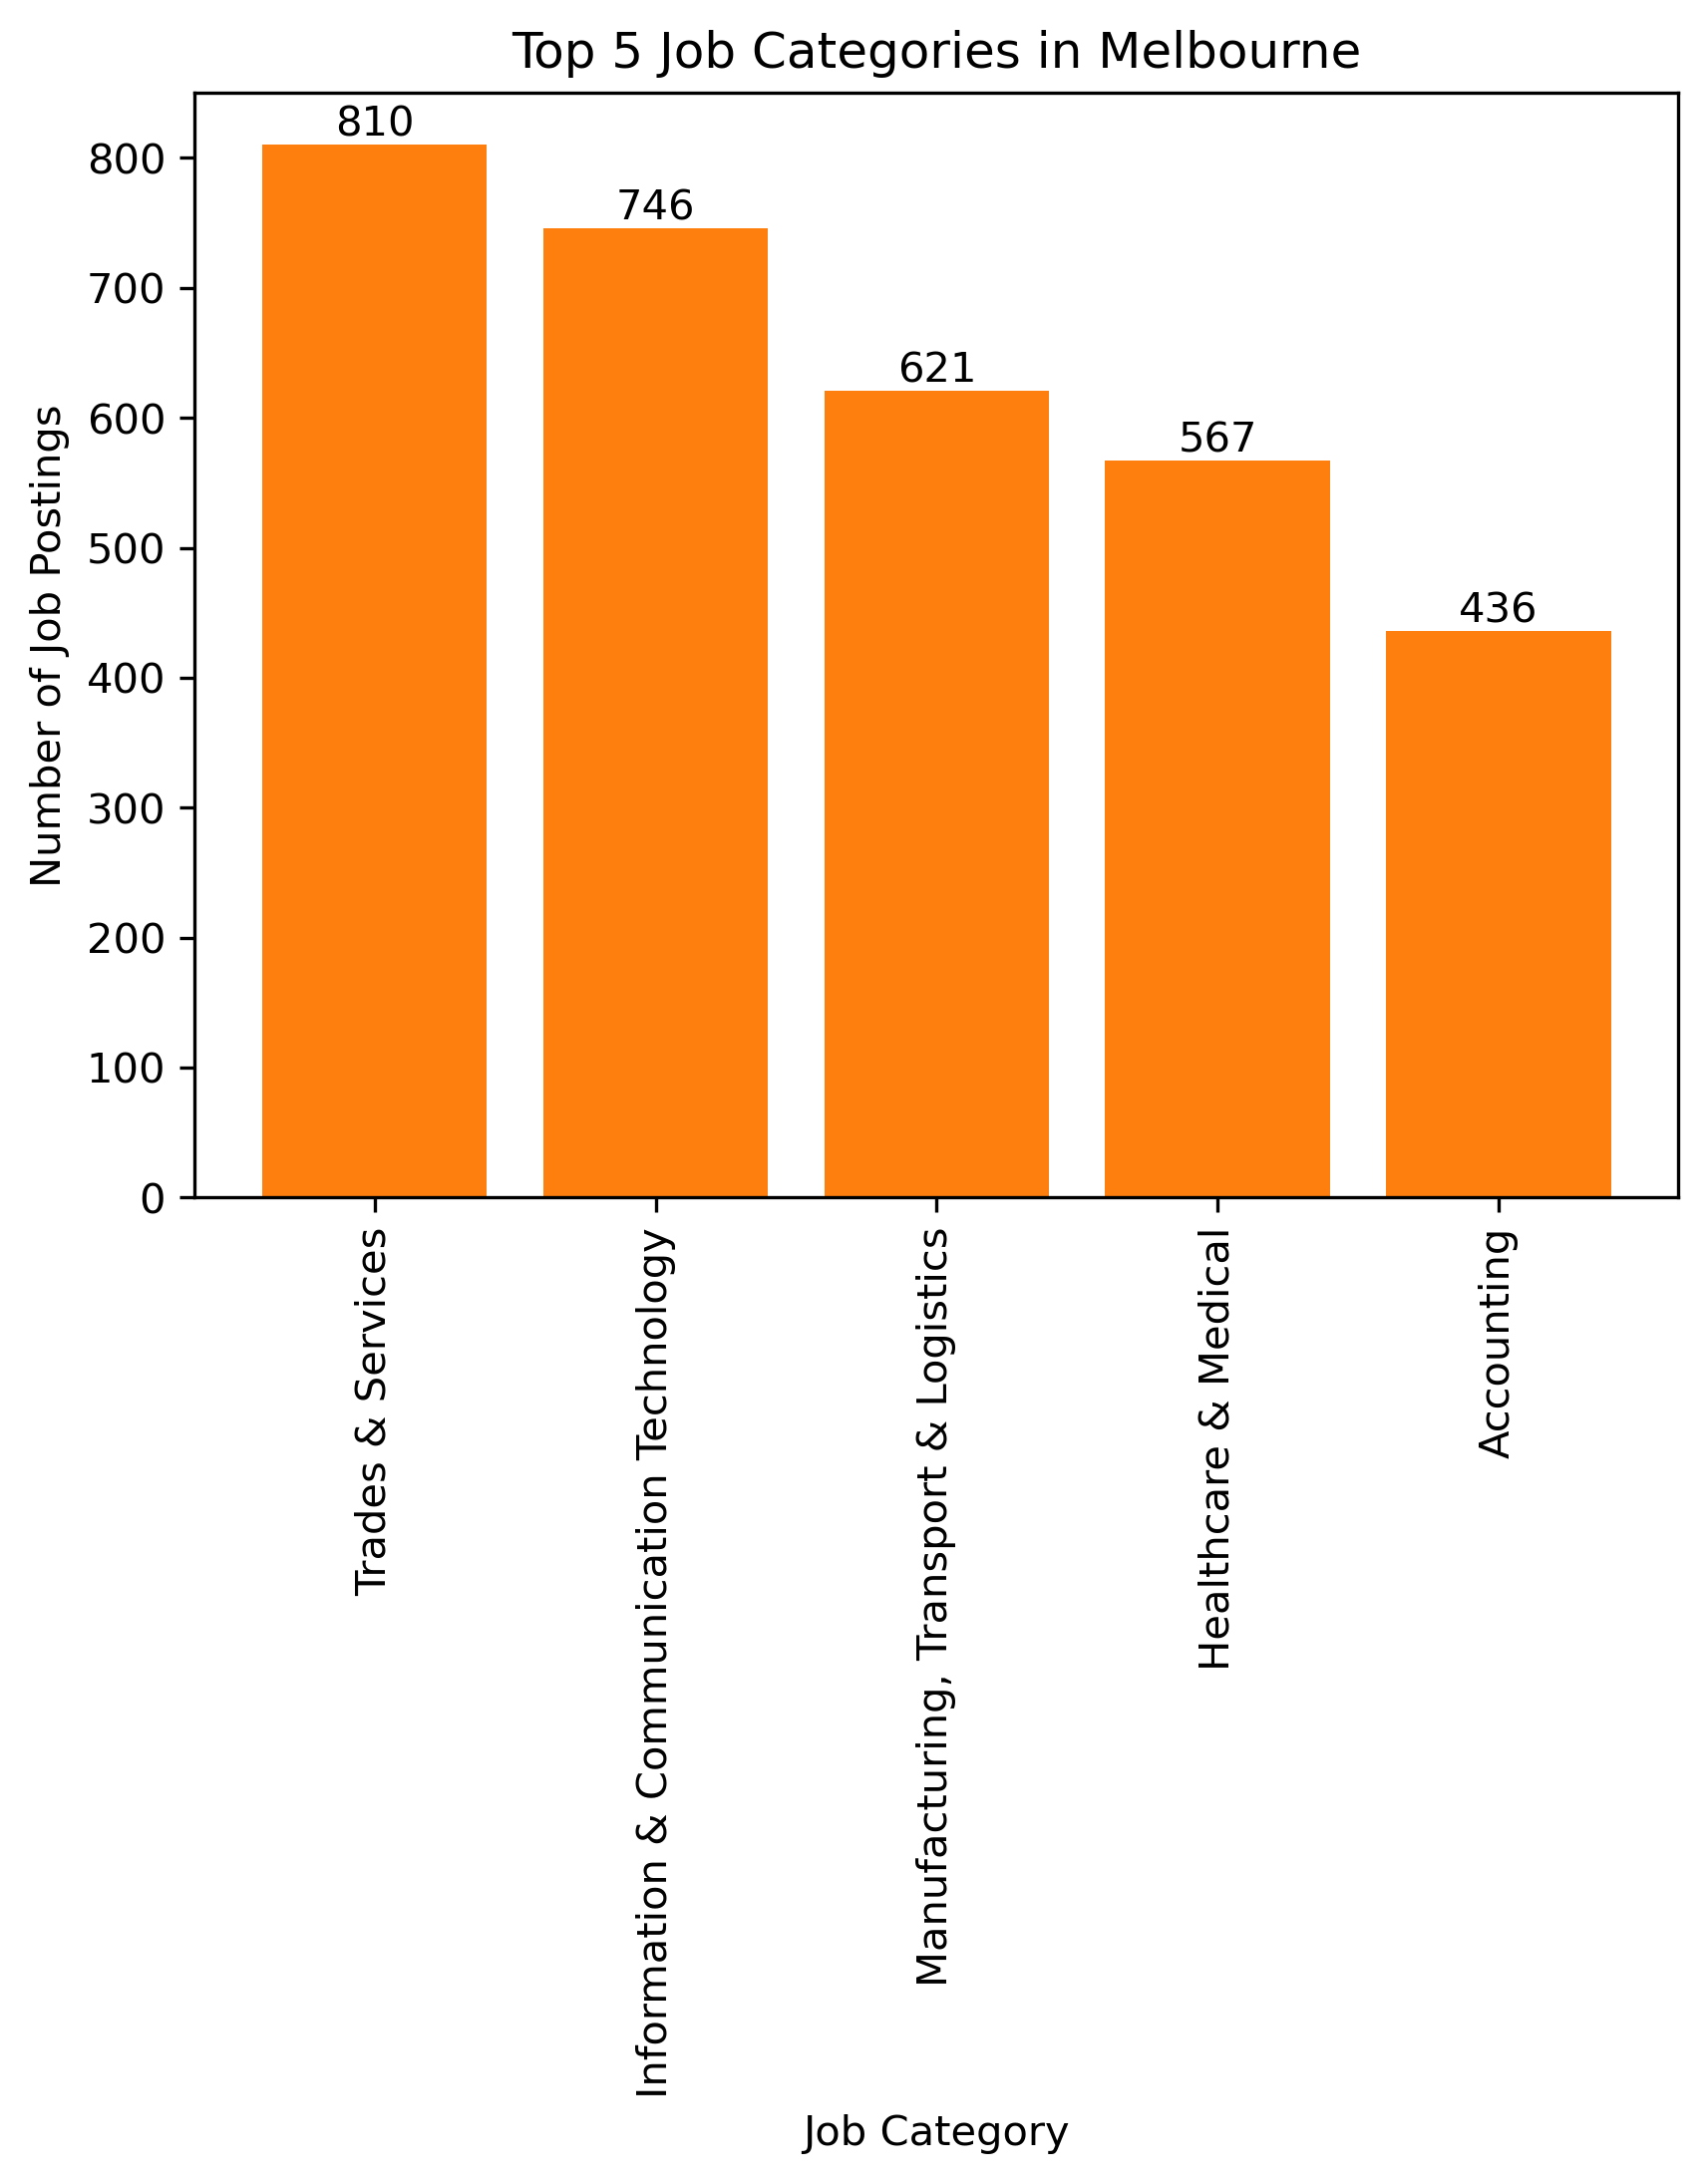 Top 5 Job Categories in Melbourne
Number of Job Postings
800
700
600
500
400
300
200
100
0
810
746
621
567
436
Trades & Services
Information & Communication Technology
Manufacturing, Transport & Logistics
Healthcare & Medical
Accounting
Job Category